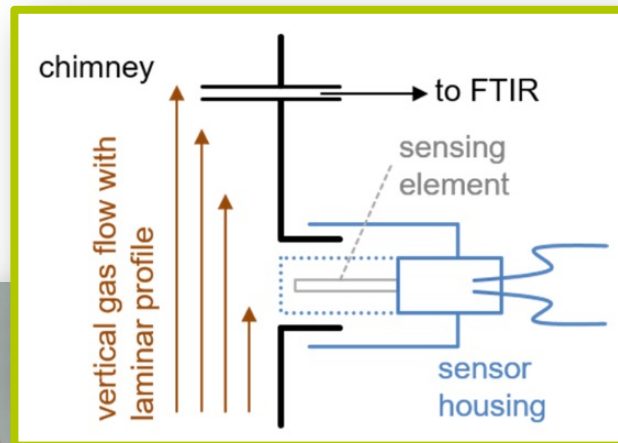 chimney
to FTIR
sensing
element
vertical gas flow with
laminar profile
sensor
housing